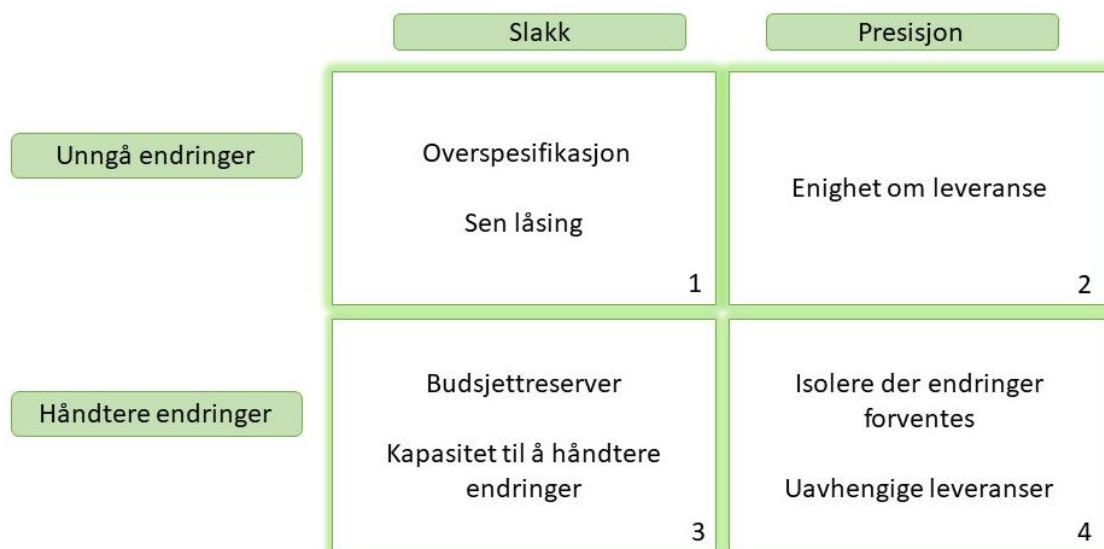 Slakk
Presisjon
Unngå endringer
Overspesifikasjon
Sen låsing
1
Enighet om leveranse
2
Håndtere endringer
Budsjettreserver
Kapasitet til å håndtere
endringer
3
Isolere der endringer
forventes
Uavhengige leveranser
4